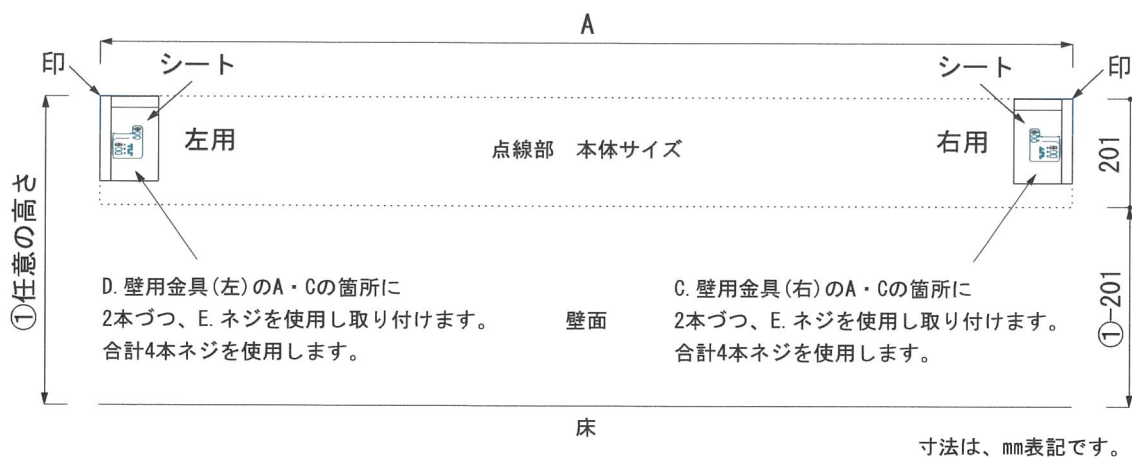 A
印
シート
シート
印
左用
点線部 本体サイズ
右用
201
①任意の高さ
D.壁用金具(左)のA・Cの箇所に
2本づつ、E.ネジを使用し取り付けます。
合計4本ネジを使用します。
壁面
C.壁用金具(右)のA・Cの箇所に
2本づつ、E.ネジを使用し取り付けます。
合計4本ネジを使用します。
①-201
床
寸法は、mm表記です。